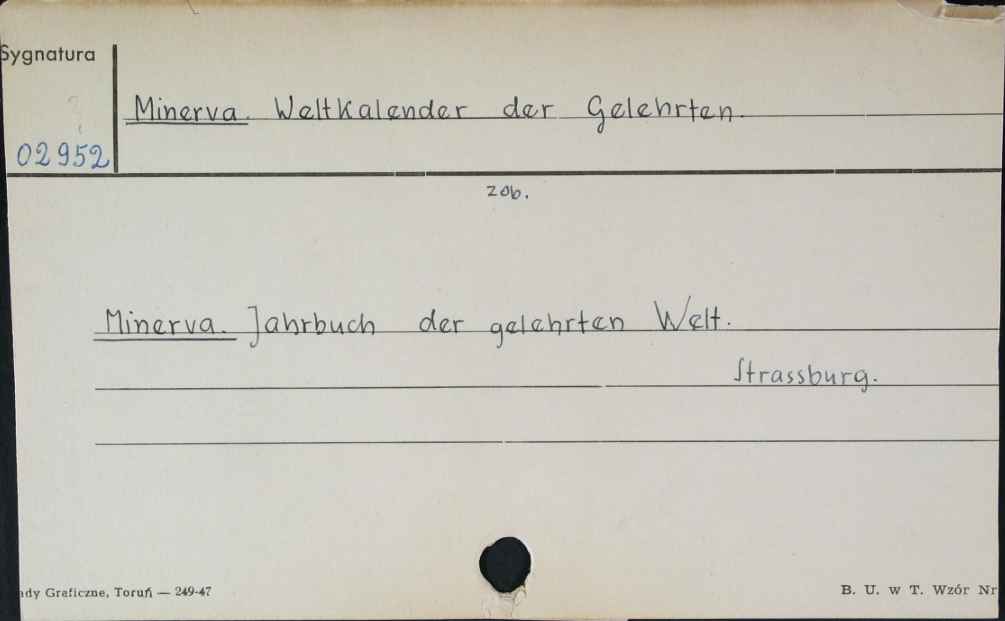 Sygnatura
Minerva. Weltkalender der Gelehrten.
02952
zob.
Minerva. Jahrbuch der gelehrten Welt.
Strassburg.
ady Graficzne, Toruń — 249-47
B. U. w T. Wzór Nr